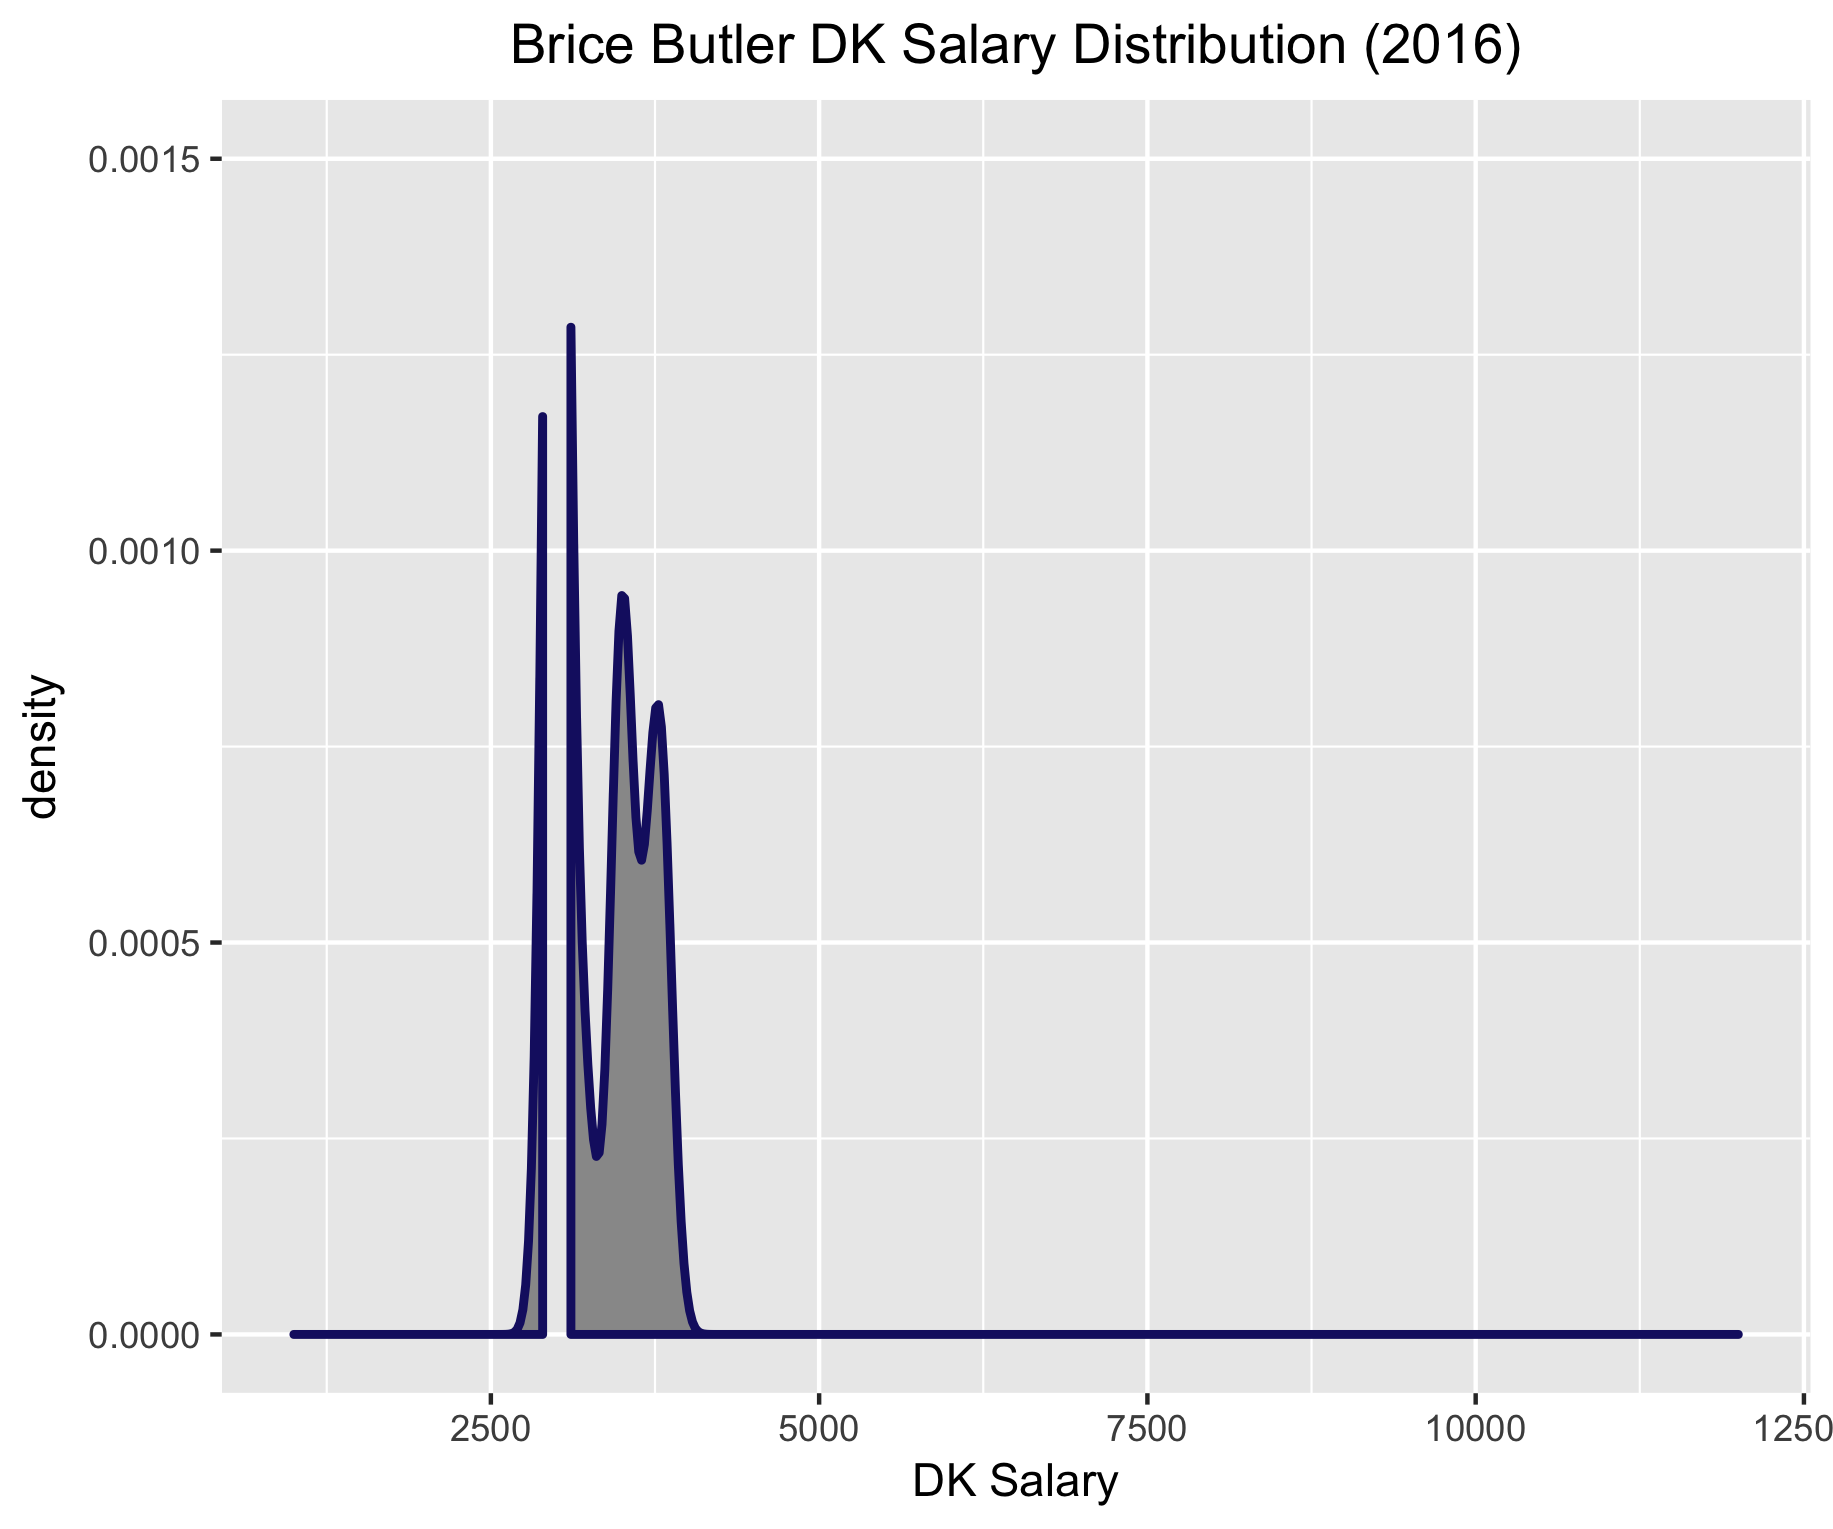 Brice Butler DK Salary Distribution (2016)
density
0.0015
0.0010
0.0005
0.0000
2500 5000 7500 10000 1250
DK Salary